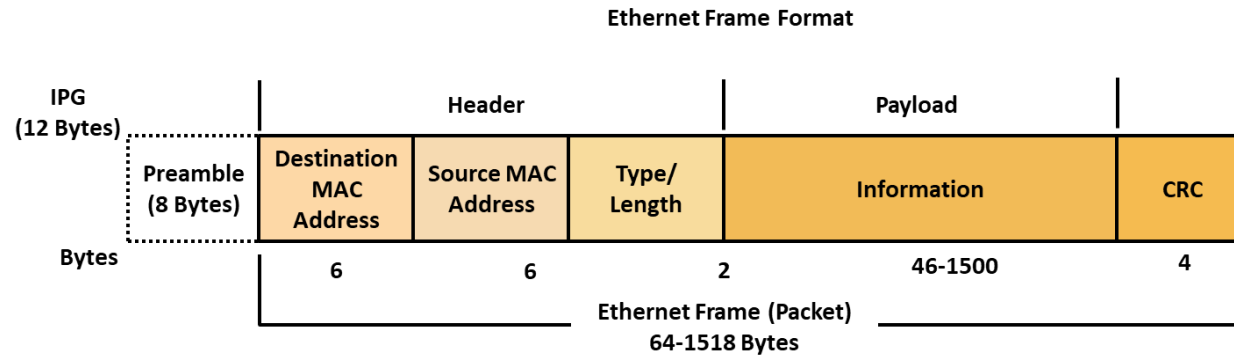 Ethernet Frame Format
IPG
(12 Bytes)
Header
Payload
Preamble
(8 Bytes)
Destination
MAC
Address
Source MAC
Address
Type/
Length
Information
CRC
Bytes
6
6
2
46-1500
4
Ethernet Frame (Packet)
64-1518 Bytes